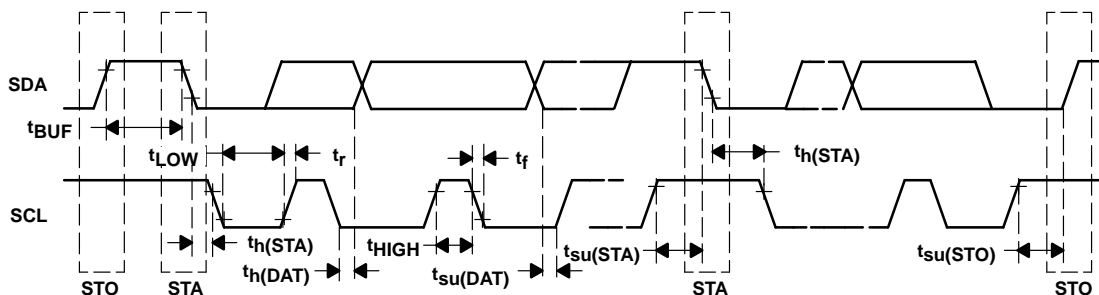 SDA
tBUF
tLOW
tr
tf
th(STA)
SCL
th(STA)
tHIGH
tsu(STA)
tsu(STO)
th(DAT)
tsu(DAT)
STO
STA
STA
STO